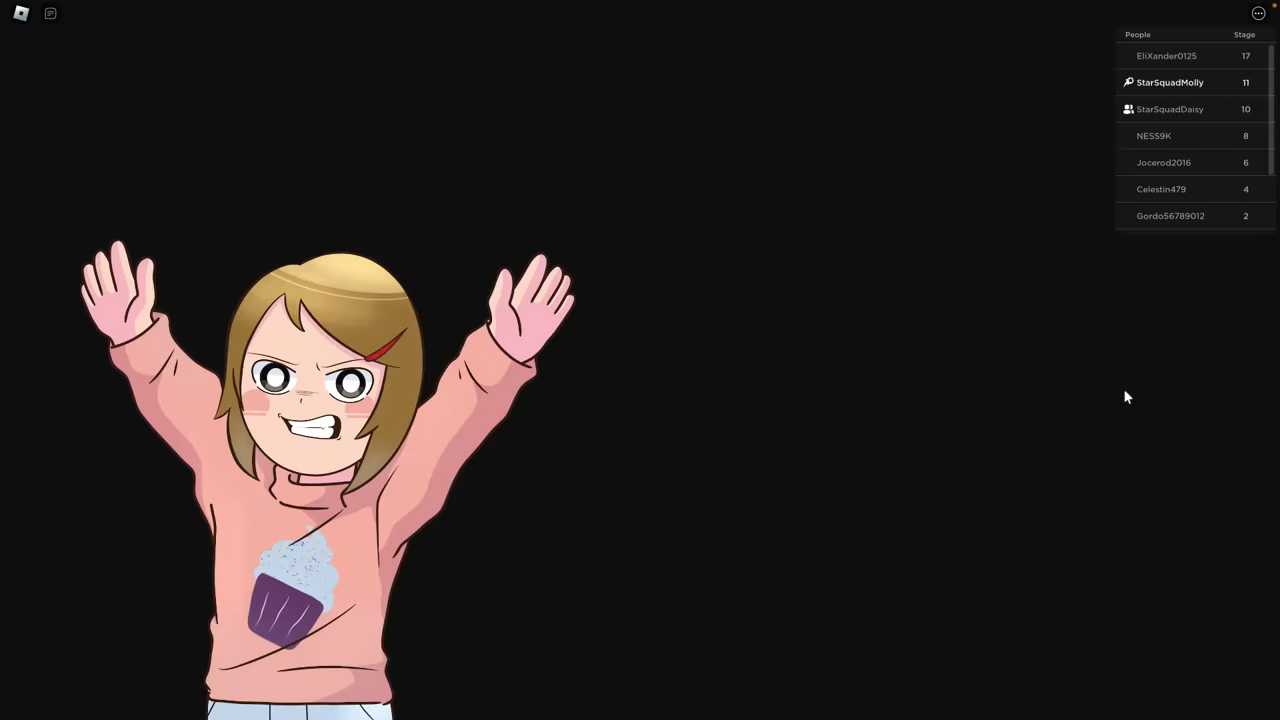 People Stage
EliXander0125 17
StarSquadMolly 11
StarSquadDaisy 10
NESS9K 8
Jocerod2016 6
Celestin479 4
Gordo56789012 2